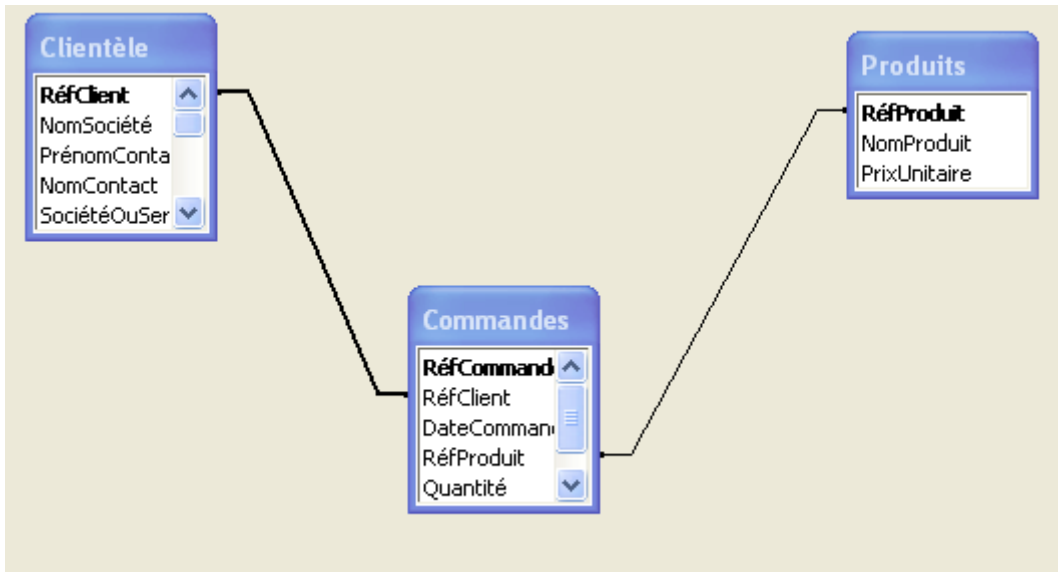 Clientèle
RéfClient
NomSociété
PrénomConta
NomContact
SociétéOuSer
Produits
RéfProduit
NomProduit
PrixUnitaire
Commandes
RéfCommand
RéfClient
DateComman
RéfProduit
Quantité